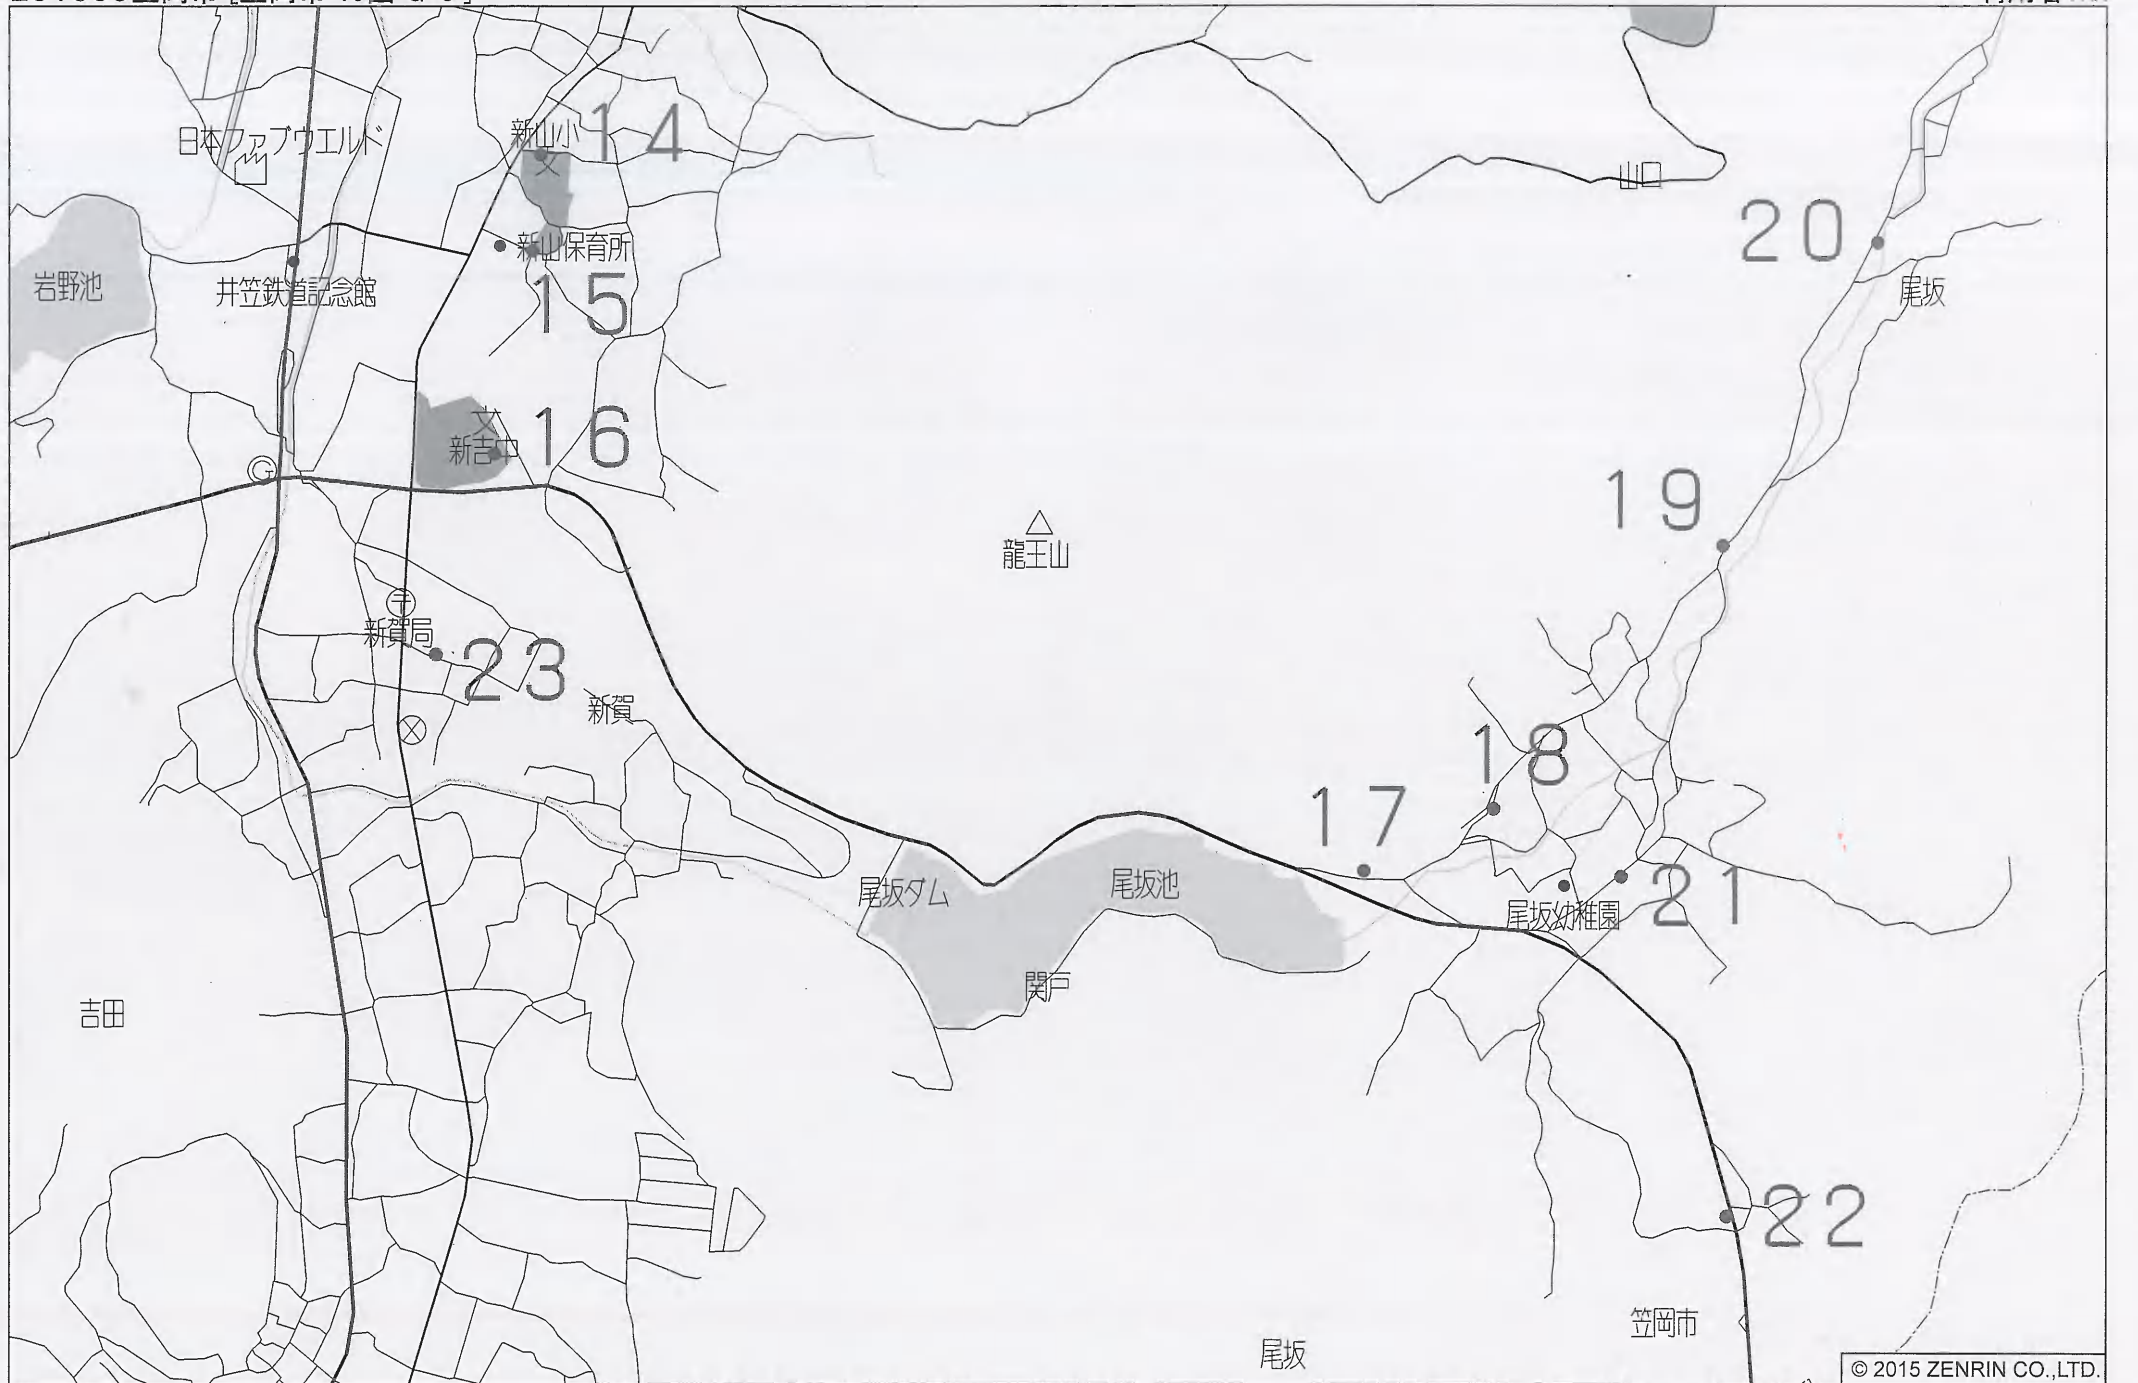 日本ファブウエルド
新山小
文
14
山口
20
新山保育所
岩野池
井笠鉄道記念館
15
尾坂
文
16
新吉中
G
19
龍王山
〒
新賀局
23
新賀
18
17
尾坂ダム
尾坂池
尾坂幼稚園
21
関戸
吉田
22
笠岡市
尾坂
© 2015 ZENRIN CO.,LTD.